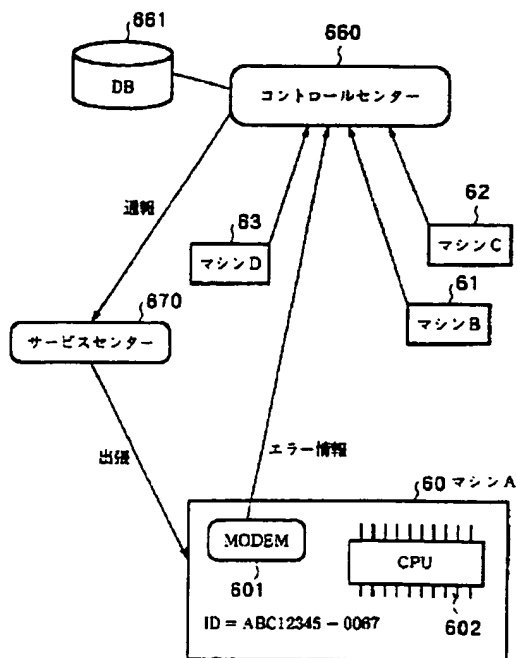 661
DB
660
コントロールセンター
通報
63
マシンD
62
マシンC
61
マシンB
670
サービスセンター
出張
エラー情報
60 マシンA
MODEM
601
CPU
602
ID = ABC12345 - 0067